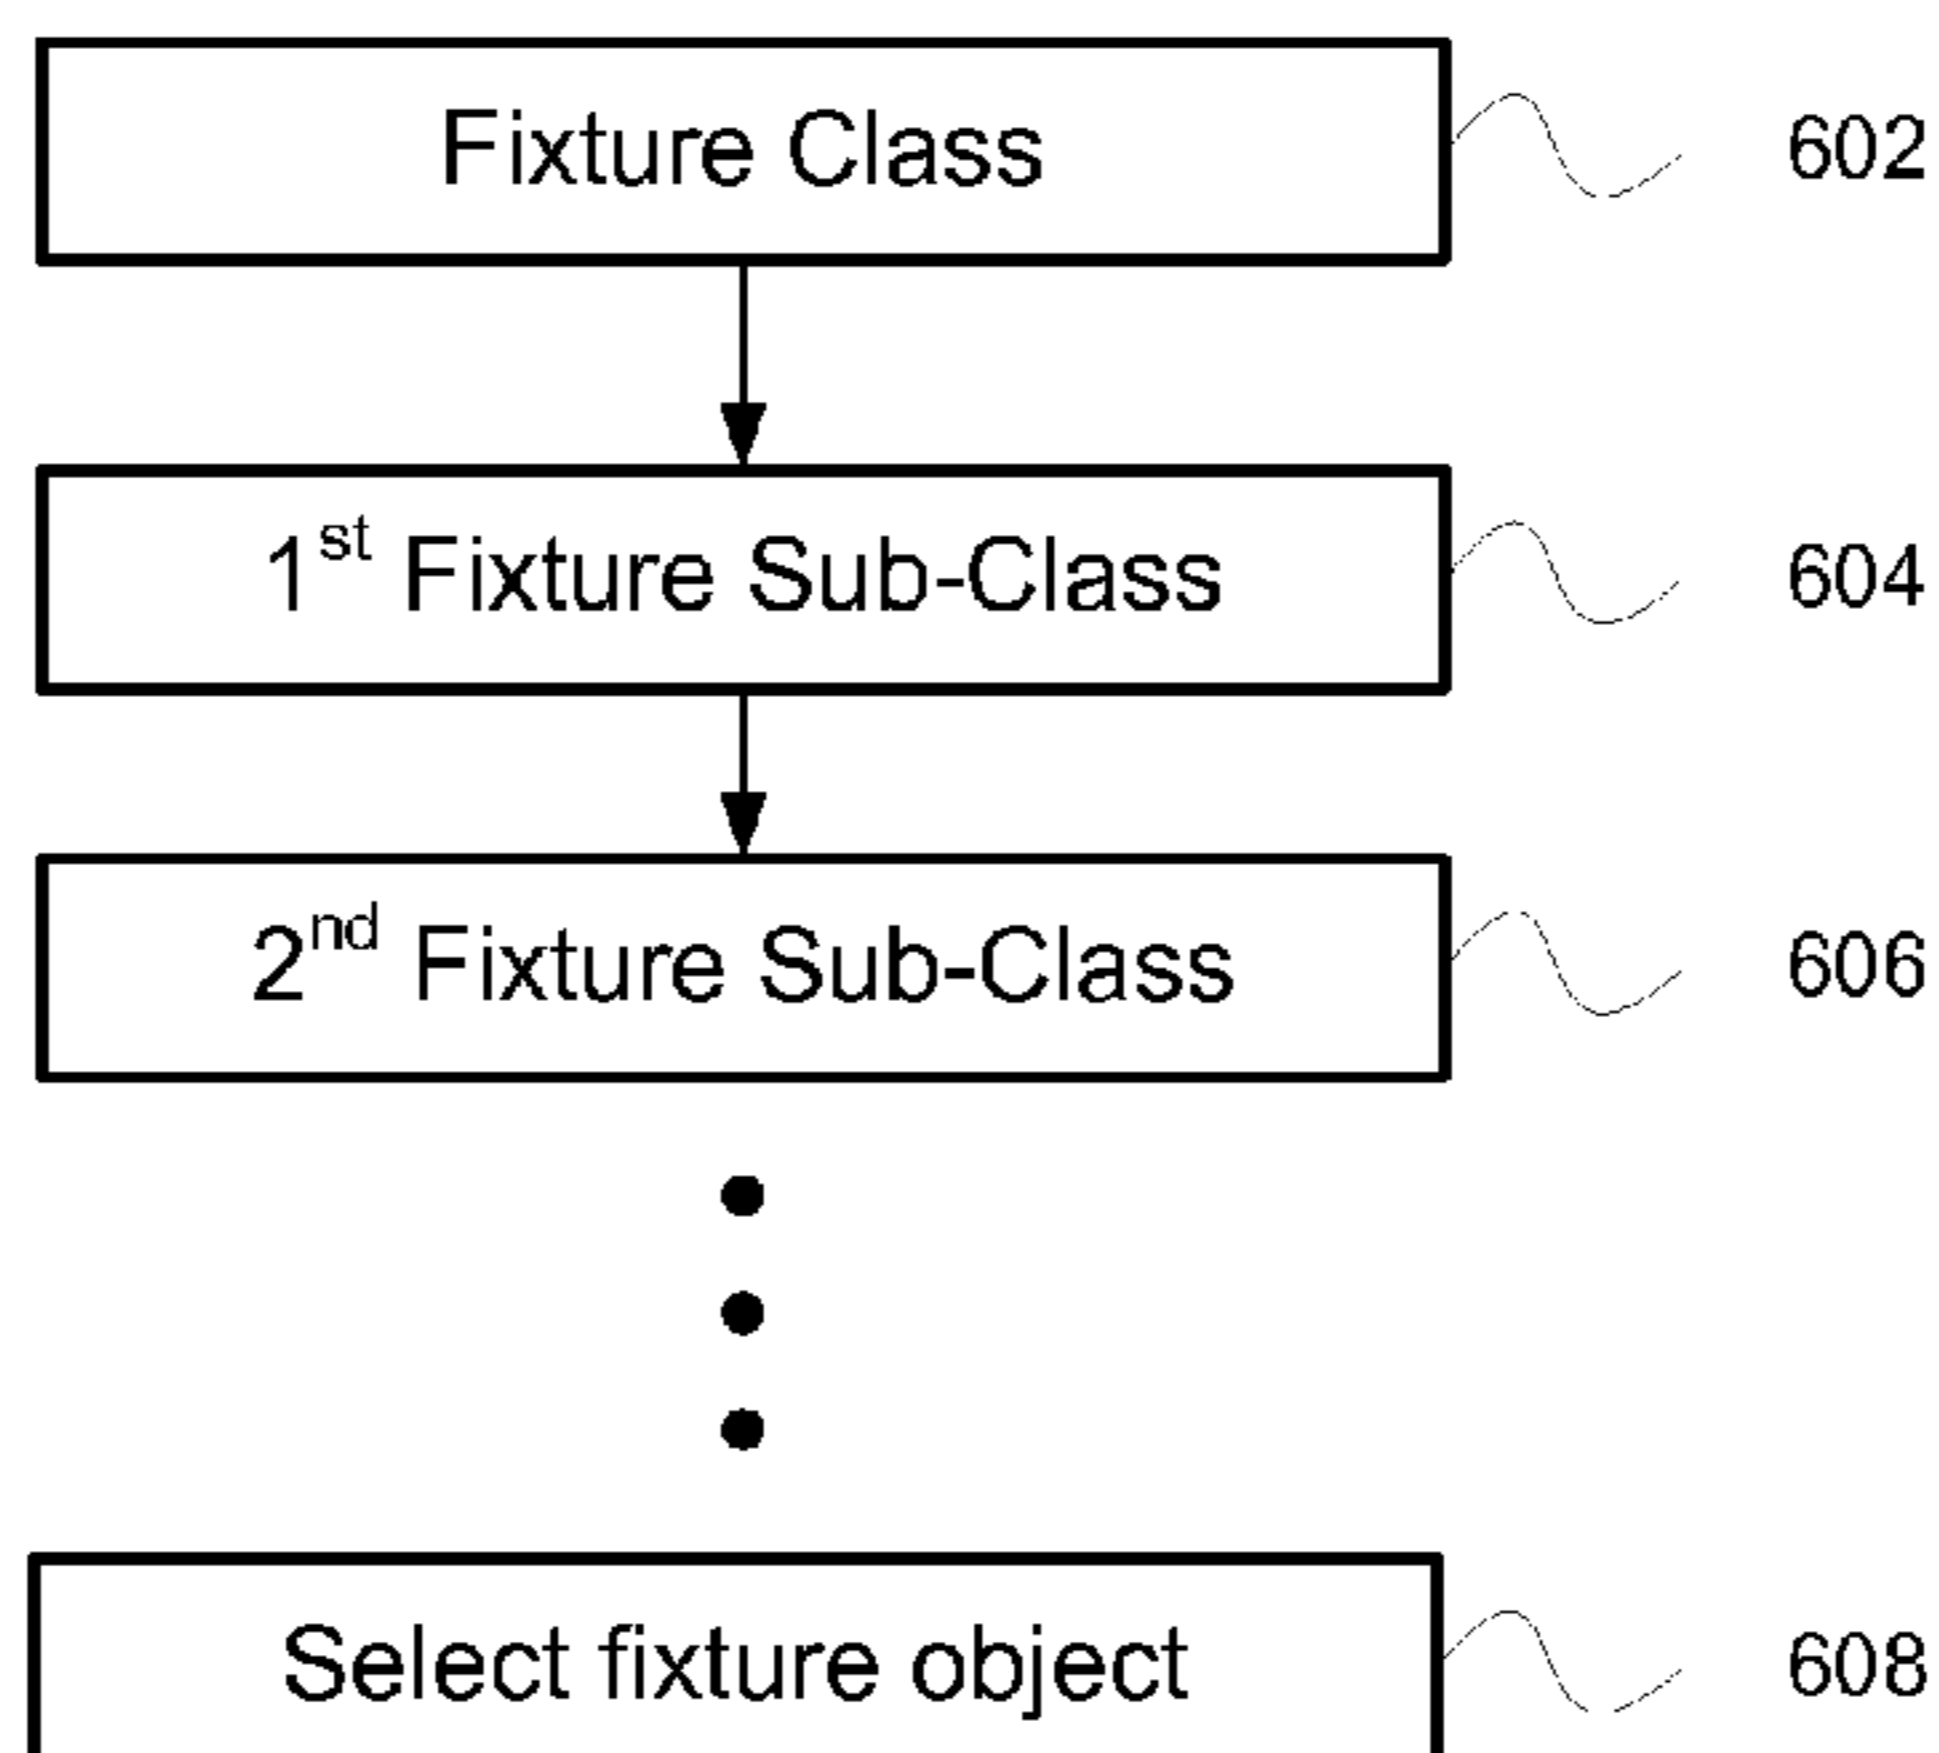 Fixture Class 602
1st Fixture Sub-Class 604
2nd Fixture Sub-Class 606
Select fixture object 608